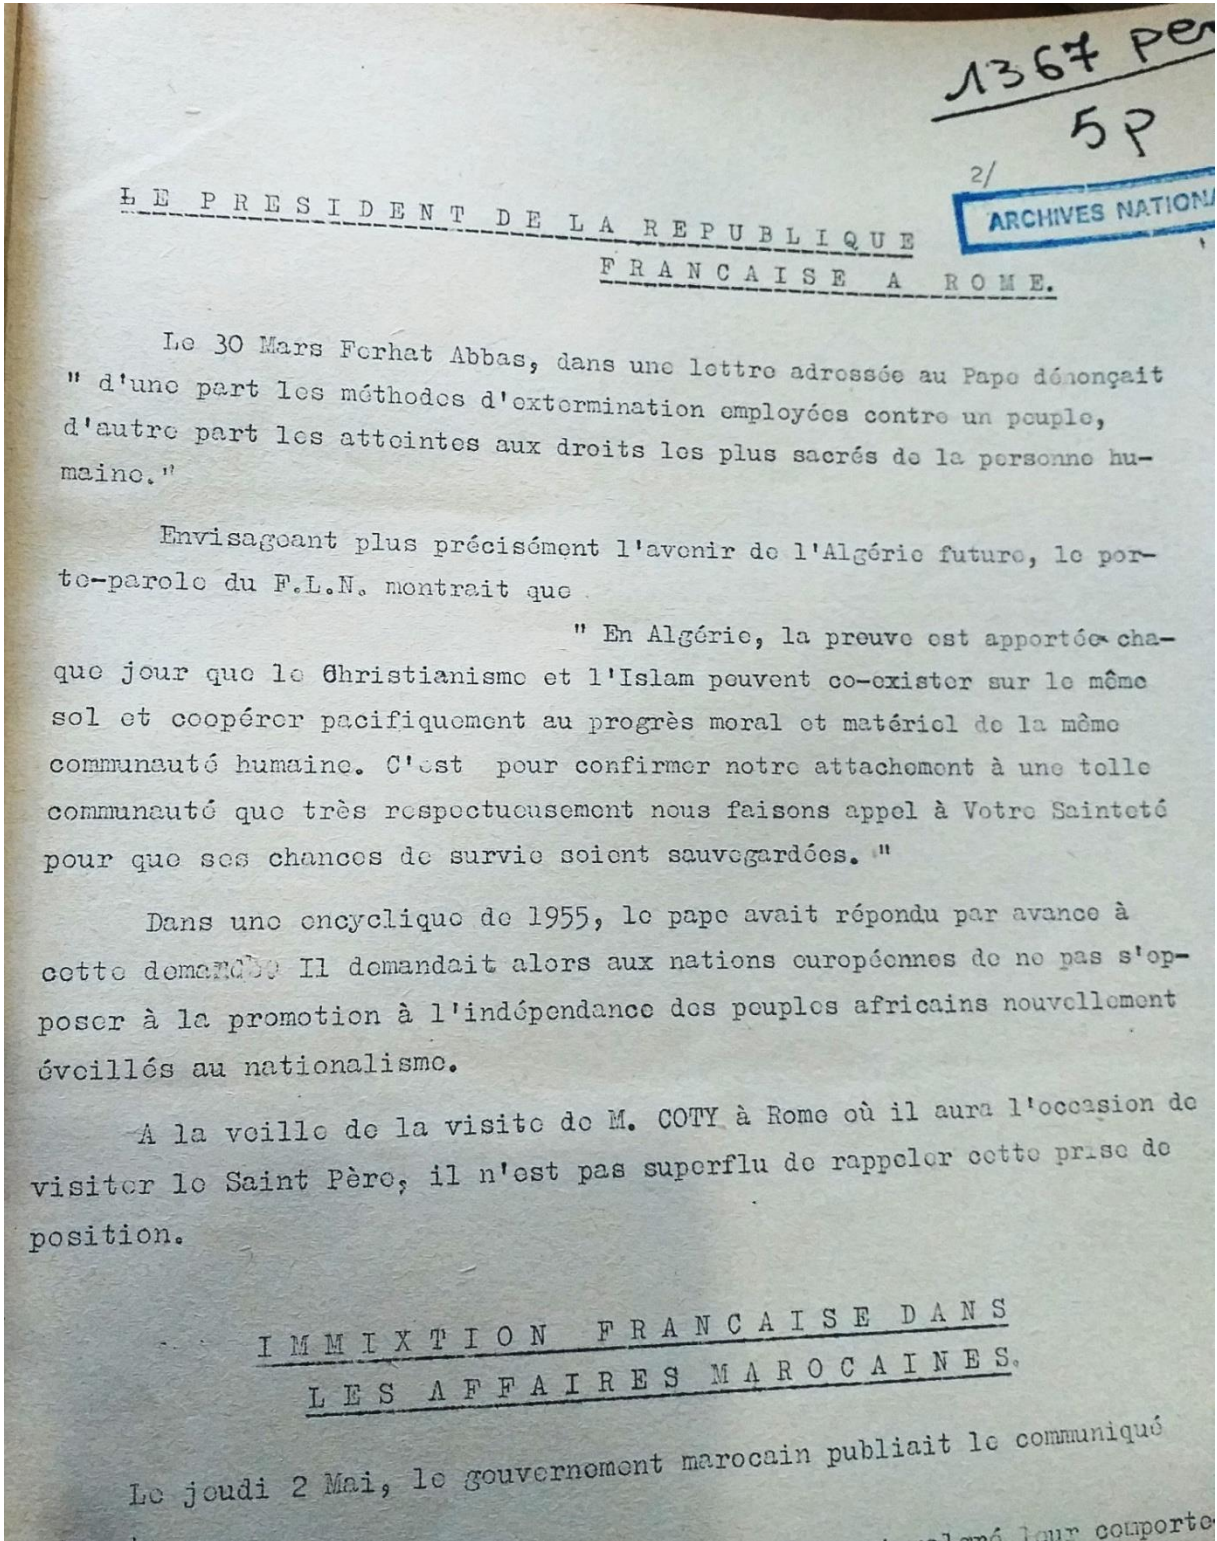 1367 per
5p
2/
ARCHIVES NATIONA
LE PRESIDENT DE LA REPUBLIQUE
FRANCAISE A ROME.
Le 30 Mars Ferhat Abbas, dans une lettre adressée au Pape dénonçait
" d'une part les méthodes d'extermination employées contre un peuple,
d'autre part les atteintes aux droits les plus sacrés de la personne hu-
maine."
Envisageant plus précisément l'avenir de l'Algérie future, le por-
te-parole du F.L.N. montrait que
" En Algérie, la preuve est apportée cha-
que jour que le Christianisme et l'Islam peuvent co-exister sur le même
sol et coopérer pacifiquement au progrès moral et matériel de la même
communauté humaine. C'est pour confirmer notre attachement à une telle
communauté que très respectueusement nous faisons appel à Votre Sainteté
pour que ses chances de survie soient sauvegardées. "
Dans une encyclique de 1955, le pape avait répondu par avance à
cette demande Il demandait alors aux nations européennes de ne pas s'op-
poser à la promotion à l'indépendance des peuples africains nouvellement
éveillés au nationalisme.
A la veille de la visite de M. COTY à Rome où il aura l'occasion de
visiter le Saint Père, il n'est pas superflu de rappeler cette prise de
position.
IMMIXTION FRANCAISE DANS
LES AFFAIRES MAROCAINES.
Le jeudi 2 Mai, le gouvernement marocain publiait le communiqué
leur comporte-